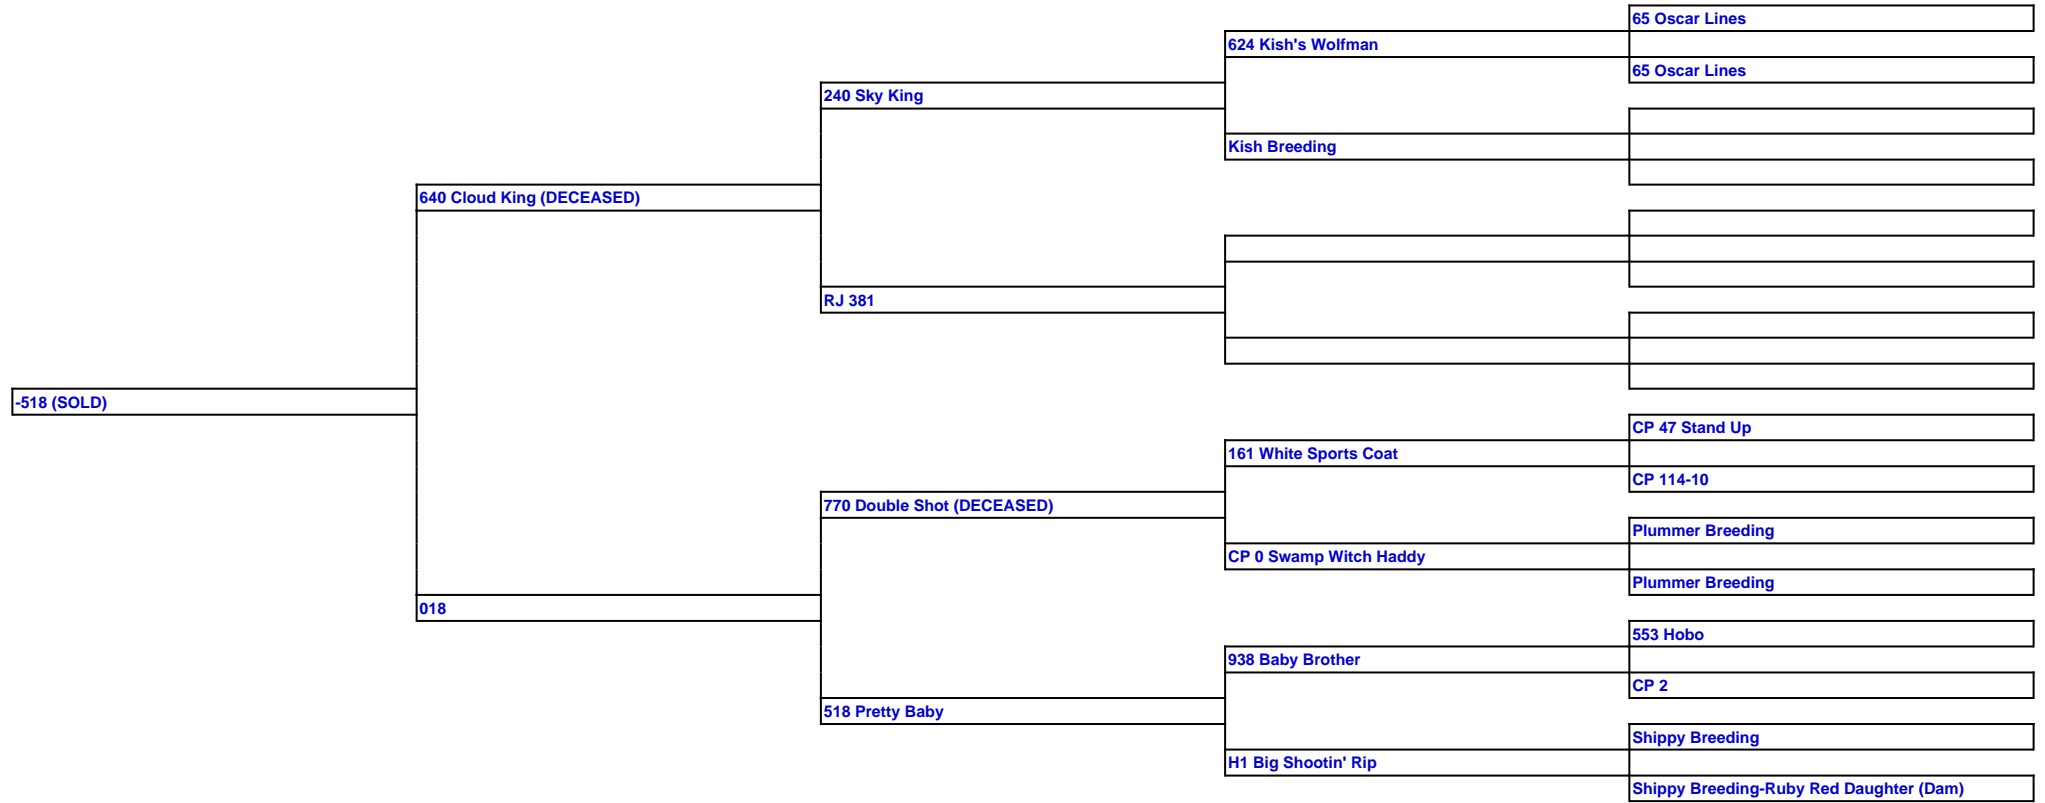 65 Oscar Lines
624 Kish's Wolfman
65 Oscar Lines
240 Sky King
Kish Breeding
640 Cloud King (DECEASED)
RJ 381
-518 (SOLD)
CP 47 Stand Up
161 White Sports Coat
CP 114-10
770 Double Shot (DECEASED)
Plummer Breeding
CP 0 Swamp Witch Haddy
Plummer Breeding
018
553 Hobo
938 Baby Brother
CP 2
518 Pretty Baby
Shippy Breeding
H1 Big Shootin' Rip
Shippy Breeding-Ruby Red Daughter (Dam)